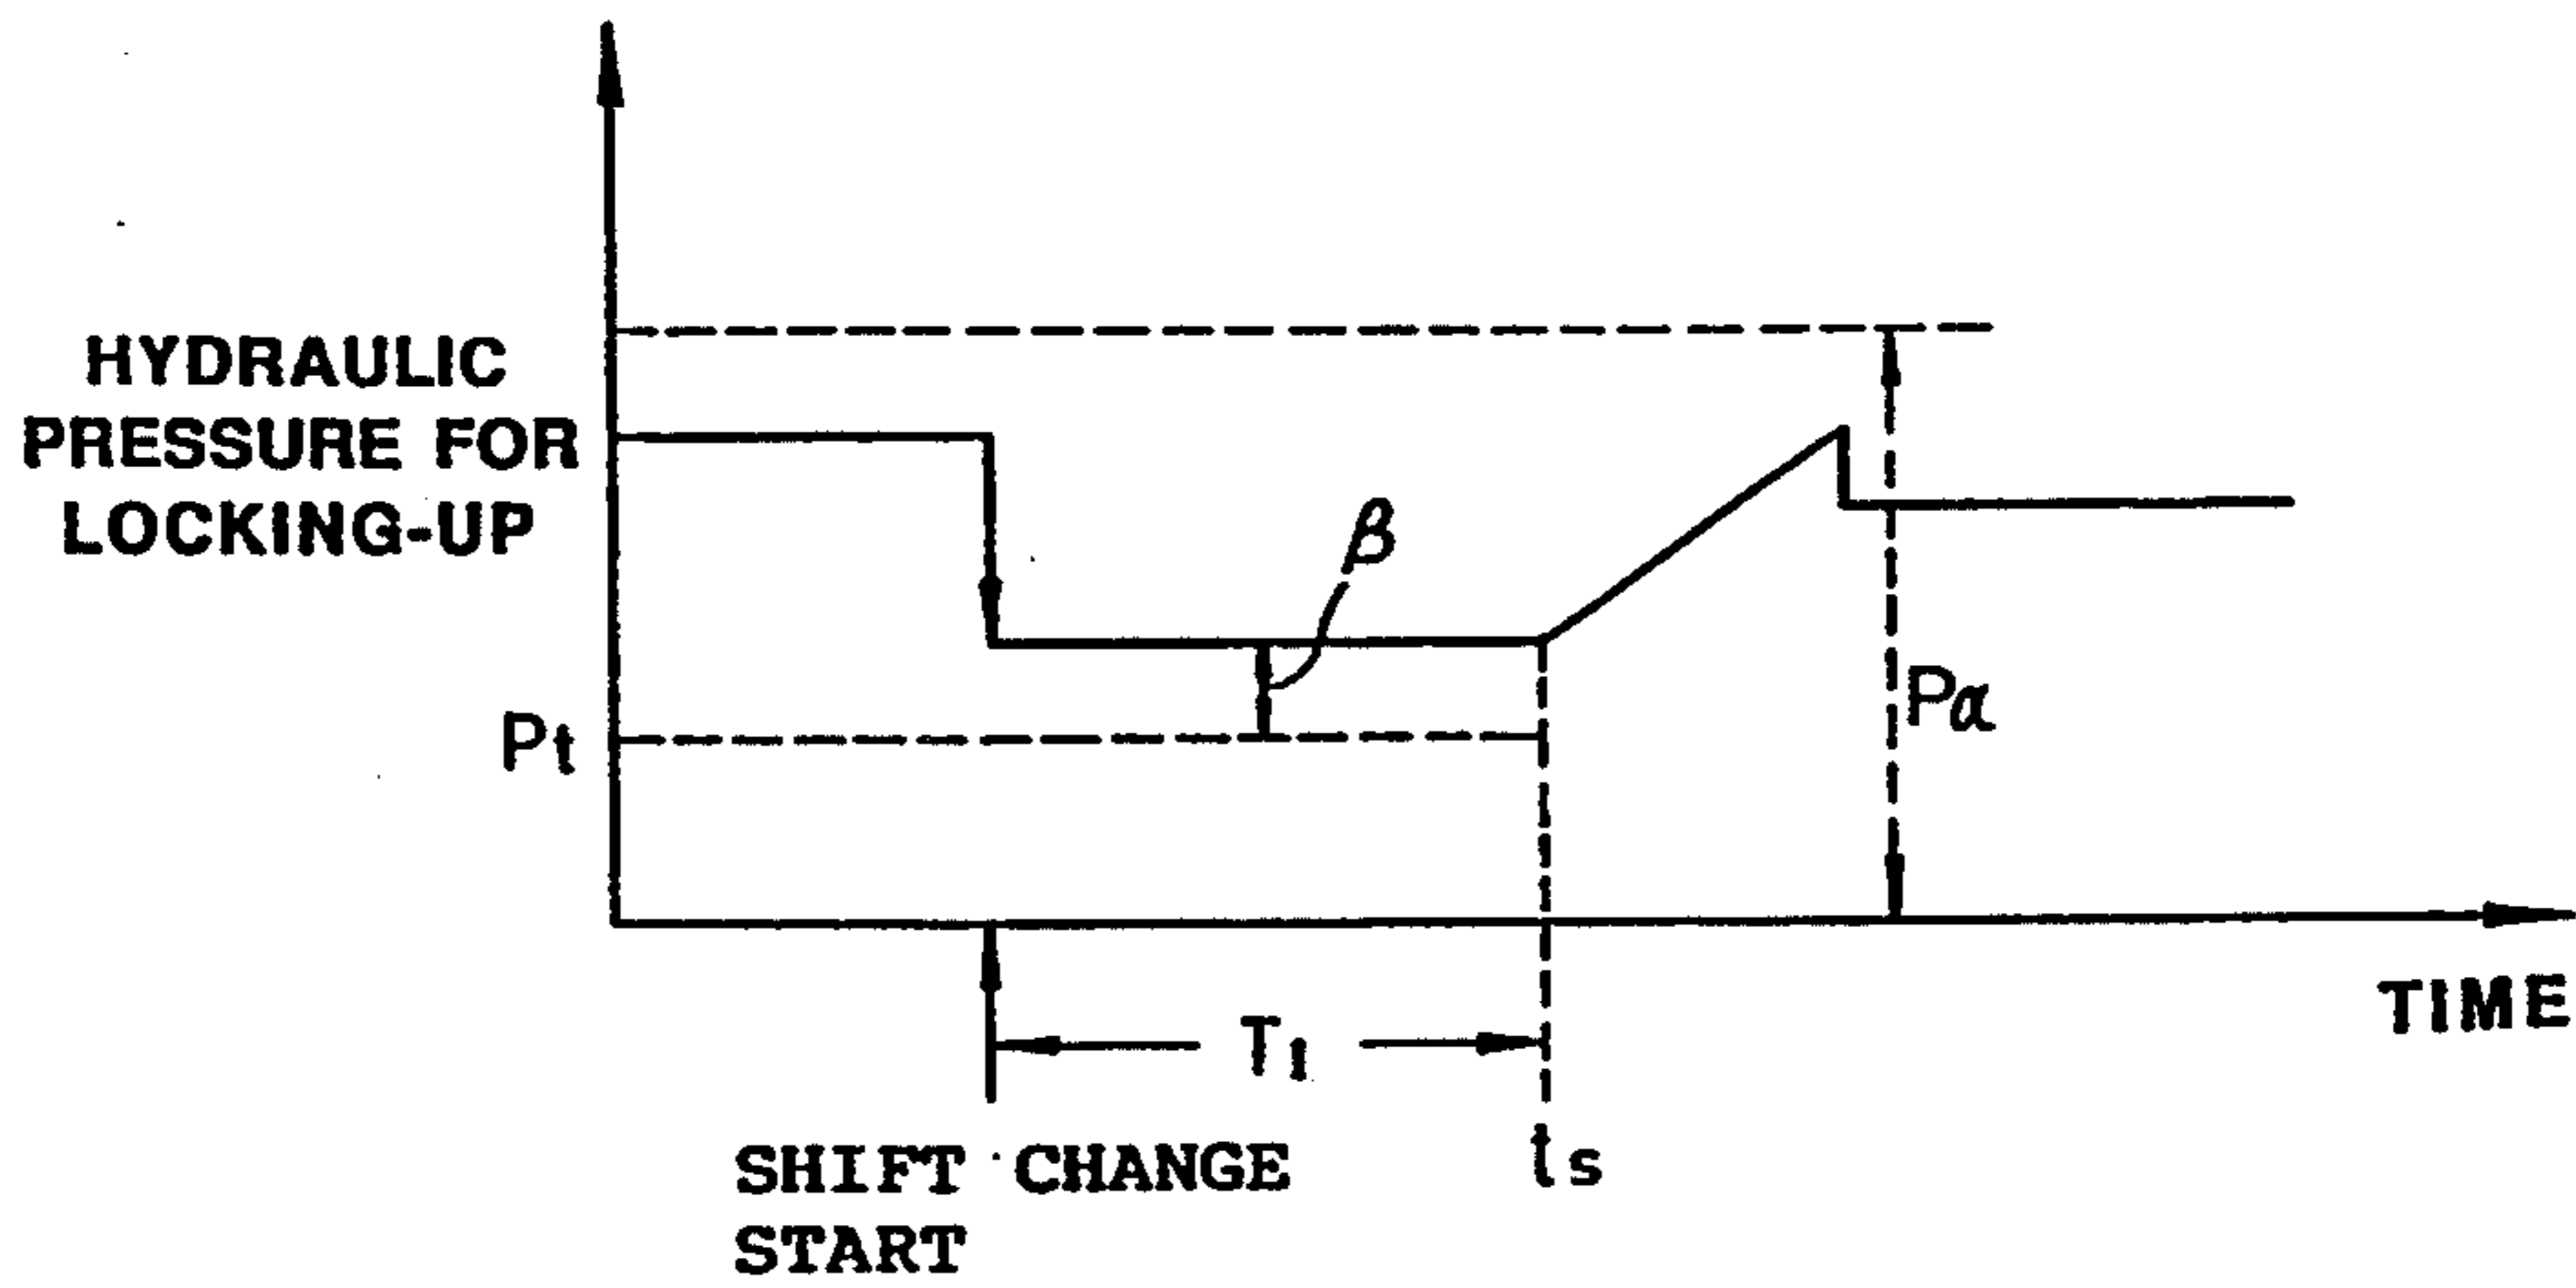 HYDRAULIC
PRESSURE FOR
LOCKING-UP
β
Pt
Pα
TIME
T1
ts
SHIFT CHANGE
START